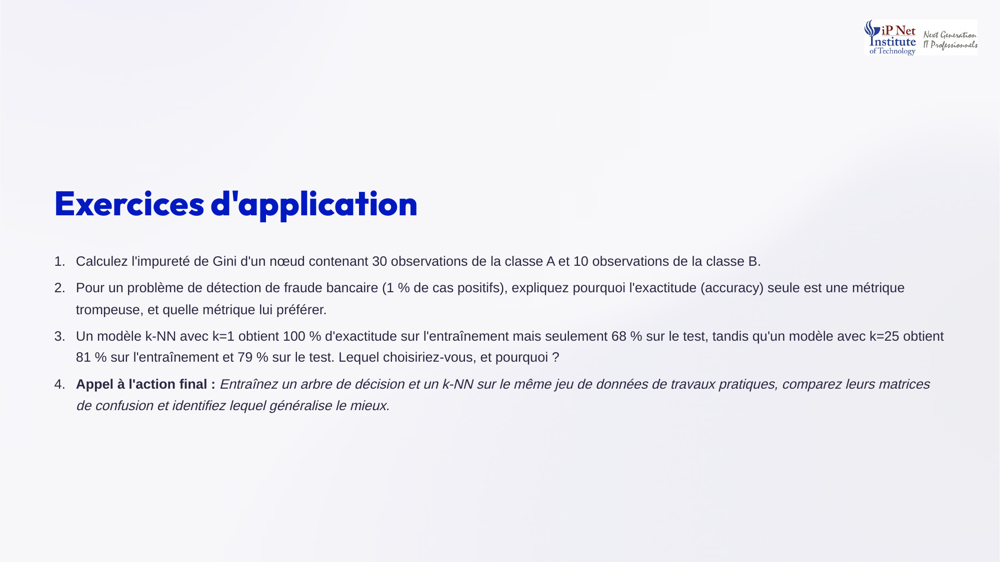 iP Net
Institute
of Technology
Next Generation
IT Professionnels
Exercices d'application
1. Calculez l'impureté de Gini d'un nœud contenant 30 observations de la classe A et 10 observations de la classe B.
2. Pour un problème de détection de fraude bancaire (1 % de cas positifs), expliquez pourquoi l'exactitude (accuracy) seule est une métrique
trompeuse, et quelle métrique lui préférer.
3. Un modèle k-NN avec k=1 obtient 100 % d'exactitude sur l'entraînement mais seulement 68 % sur le test, tandis qu'un modèle avec k=25 obtient
81 % sur l'entraînement et 79 % sur le test. Lequel choisiriez-vous, et pourquoi ?
4. Appel à l'action final : Entraînez un arbre de décision et un k-NN sur le même jeu de données de travaux pratiques, comparez leurs matrices
de confusion et identifiez lequel généralise le mieux.